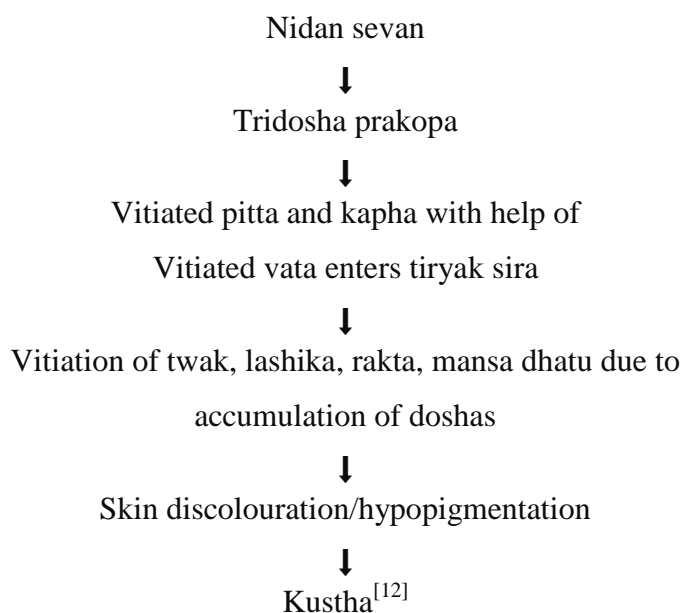 Nidan sevan
Tridosha prakopa
Vitiated pitta and kapha with help of
Vitiated vata enters tiryak sira
Vitiation of twak, lashika, rakta, mansa dhatu due to
accumulation of doshas
Skin discolouration/hypopigmentation
Kustha[12]